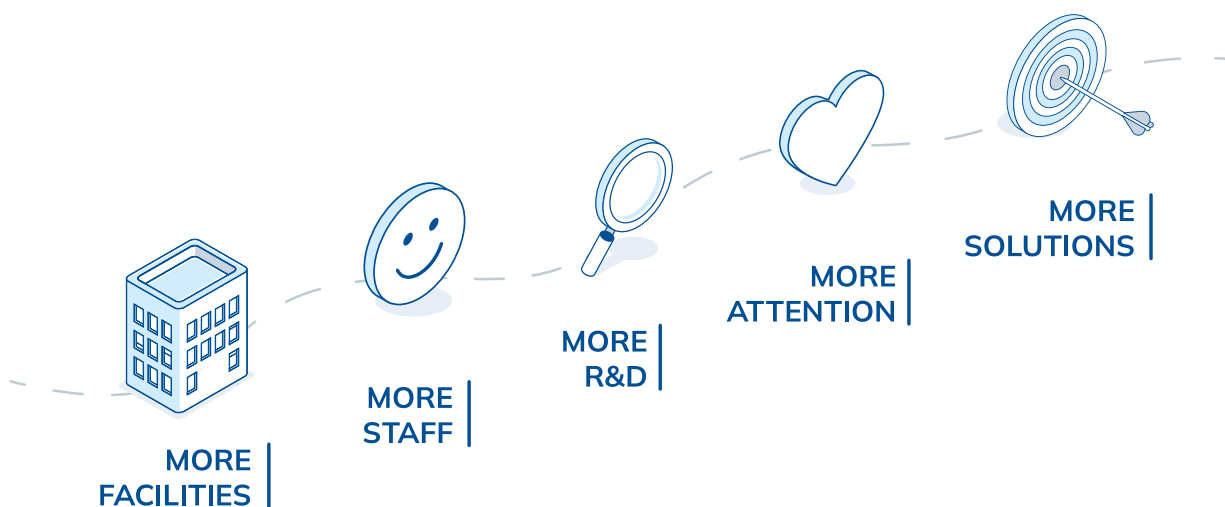 MORE
FACILITIES
MORE
STAFF
MORE
R&D
MORE
ATTENTION
MORE
SOLUTIONS